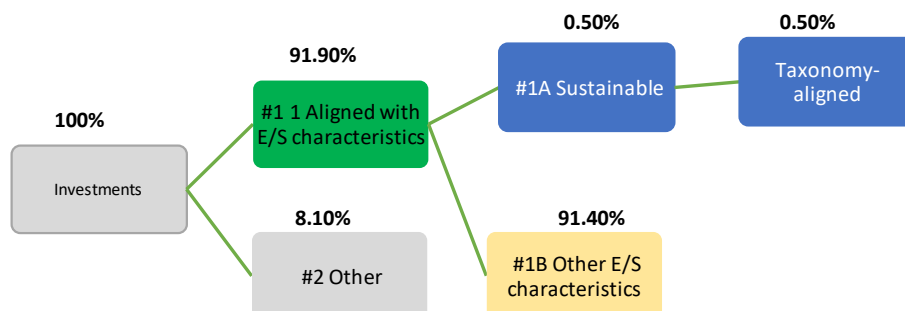 0.50%
0.50%
91.90%
#1A Sustainable
Taxonomy-
aligned
100%
#1 1 Aligned with
E/S characteristics
Investments
8.10%
91.40%
#2 Other
#1B Other E/S
characteristics